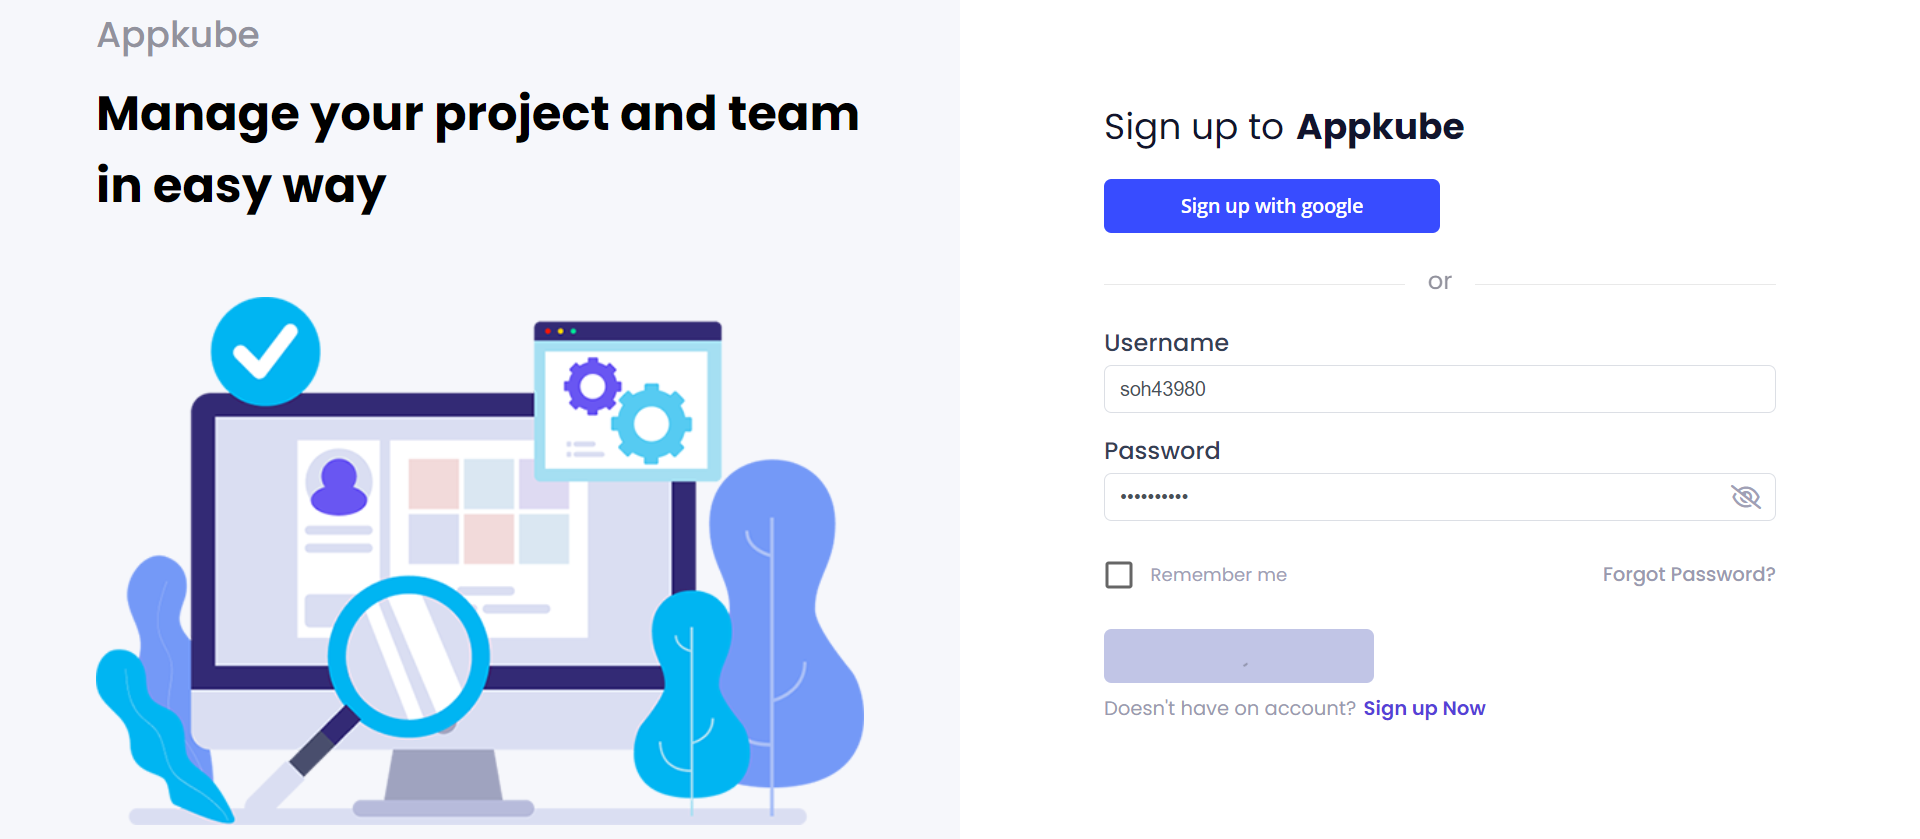 Appkube
Manage your project and team
in easy way
Sign up to Appkube
Sign up with google
or
Username
soh43980
Password
••••••••••
Remember me
Forgot Password?
Doesn't have on account? Sign up Now